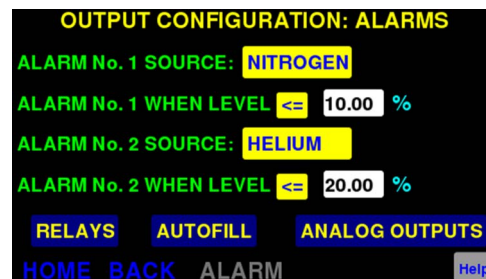 OUTPUT CONFIGURATION: ALARMS
ALARM No. 1 SOURCE: NITROGEN
ALARM No. 1 WHEN LEVEL <= 10.00 %
ALARM No. 2 SOURCE: HELIUM
ALARM No. 2 WHEN LEVEL <= 20.00 %
RELAYS AUTOFILL ANALOG OUTPUTS
HOME BACK ALARM Help